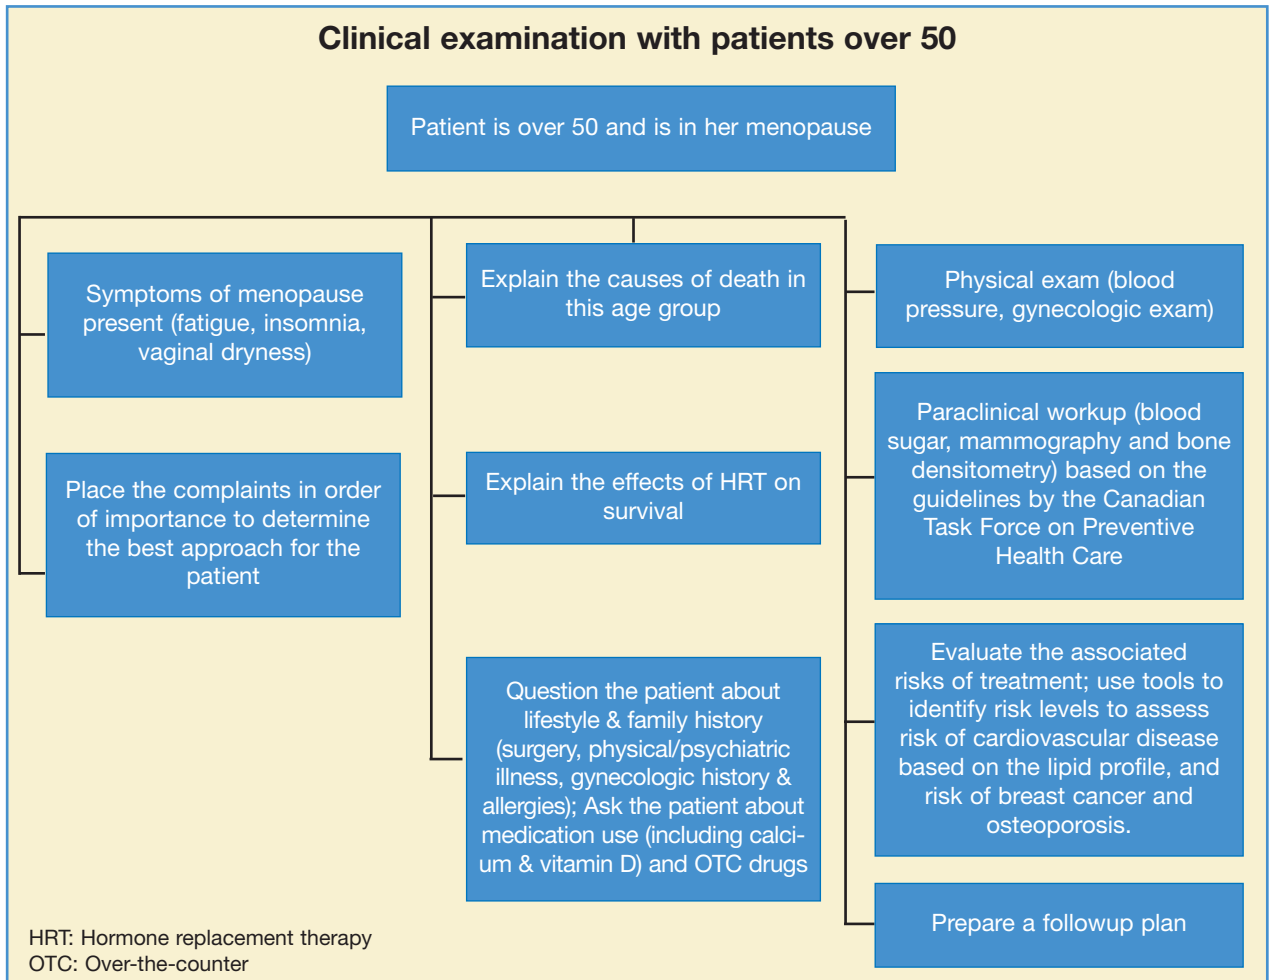 Clinical examination with patients over 50
Patient is over 50 and is in her menopause
Symptoms of menopause
present (fatigue, insomnia,
vaginal dryness)
Place the complaints in order
of importance to determine
the best approach for the
patient
Explain the causes of death in
this age group
Explain the effects of HRT on
survival
Question the patient about
lifestyle & family history
(surgery, physical/psychiatric
illness, gynecologic history &
allergies); Ask the patient about
medication use (including calci-
um & vitamin D) and OTC drugs
Physical exam (blood
pressure, gynecologic exam)
Paraclinical workup (blood
sugar, mammography and bone
densitometry) based on the
guidelines by the Canadian
Task Force on Preventive
Health Care
Evaluate the associated
risks of treatment; use tools to
identify risk levels to assess
risk of cardiovascular disease
based on the lipid profile, and
risk of breast cancer and
osteoporosis.
Prepare a followup plan
HRT: Hormone replacement therapy
OTC: Over-the-counter